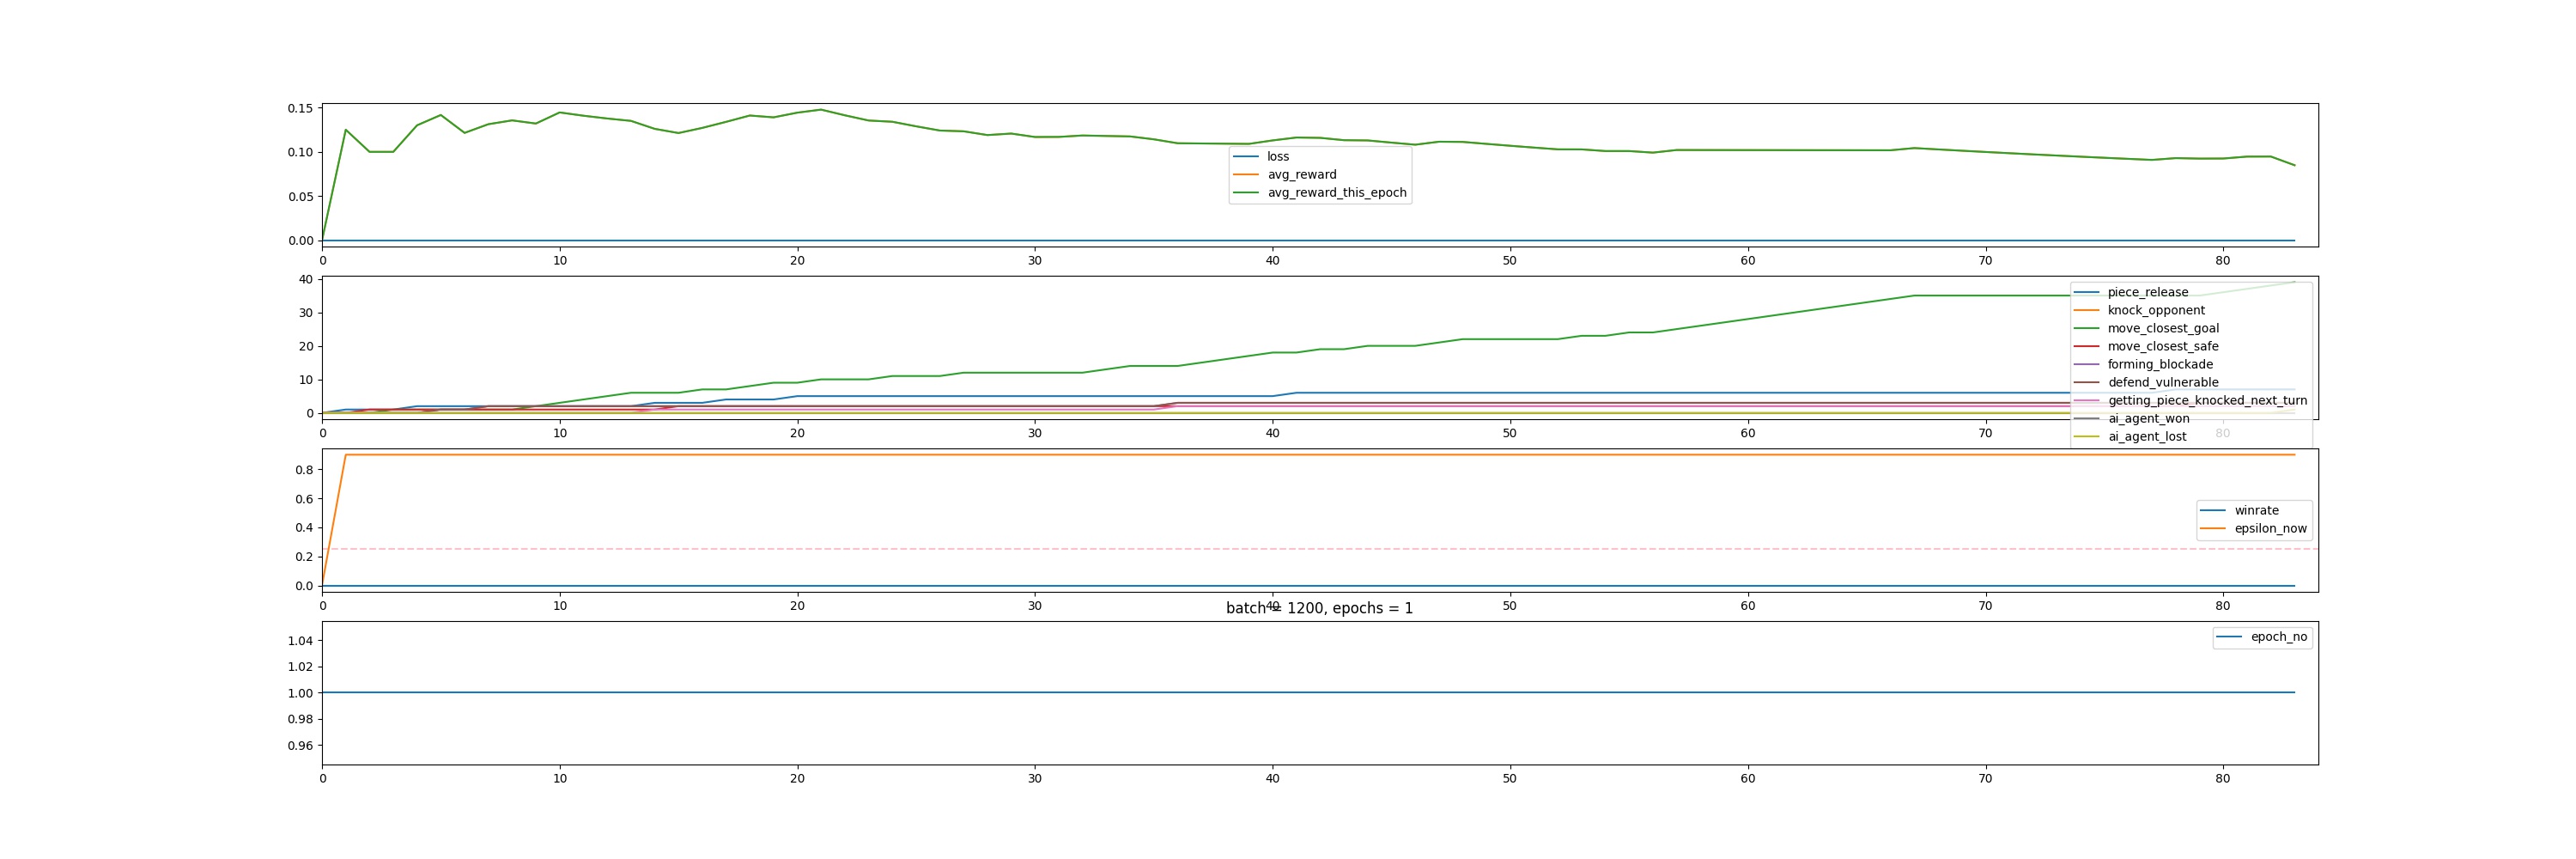 0.15
0.10
0.05
0.00
loss
avg_reward
avg_reward_this_epoch
0 10 20 30 40 50 60 70 80
40
30
20
10
0
piece_release
knock_opponent
move_closest_goal
move_closest_safe
forming_blockade
defend_vulnerable
getting_piece_knocked_next_turn
ai_agent_won
ai_agent_lost
0 10 20 30 40 50 60 70 80
0.8
0.6
0.4
0.2
0.0
winrate
epsilon_now
0 10 20 30 40 50 60 70 80
batch = 1200, epochs = 1
1.04
1.02
1.00
0.98
0.96
epoch_no
0 10 20 30 40 50 60 70 80